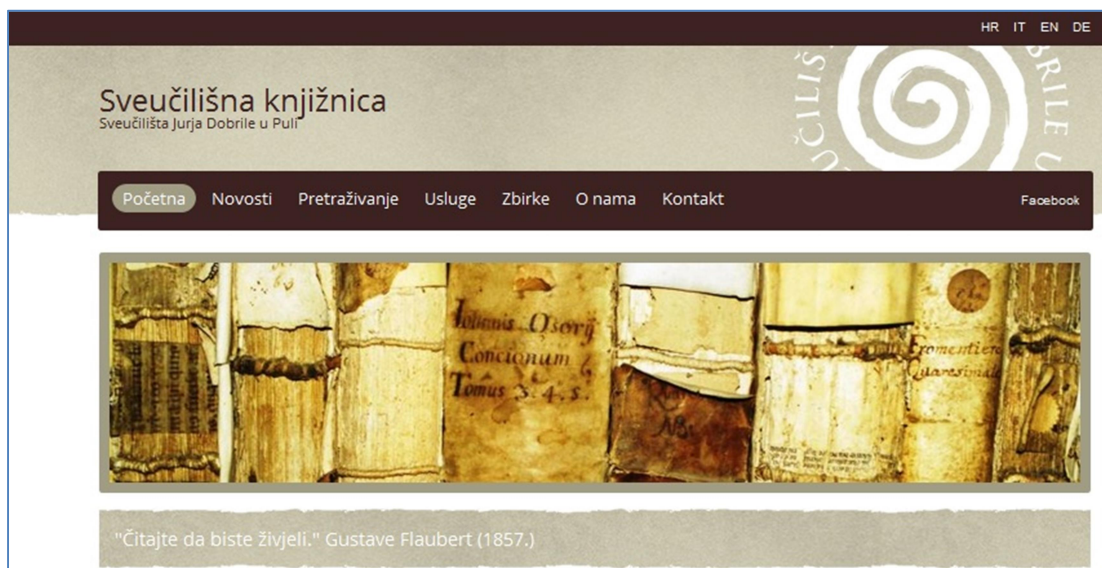 HR IT EN DE
Sveučilišna knjižnica
Sveučilišta Jurja Dobrile u Puli
Početna Novosti Pretraživanje Usluge Zbirke O nama Kontakt Facebook
Osorij
Concionum
Tomus 3. 4. 5.
"Čitajte da biste živjeli." Gustave Flaubert (1857.)